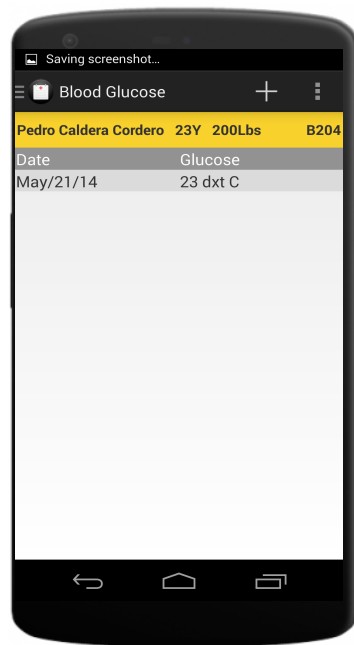 Saving screenshot...
Blood Glucose
Pedro Caldera Cordero 23Y 200Lbs B204
Date Glucose
May/21/14 23 dxt C